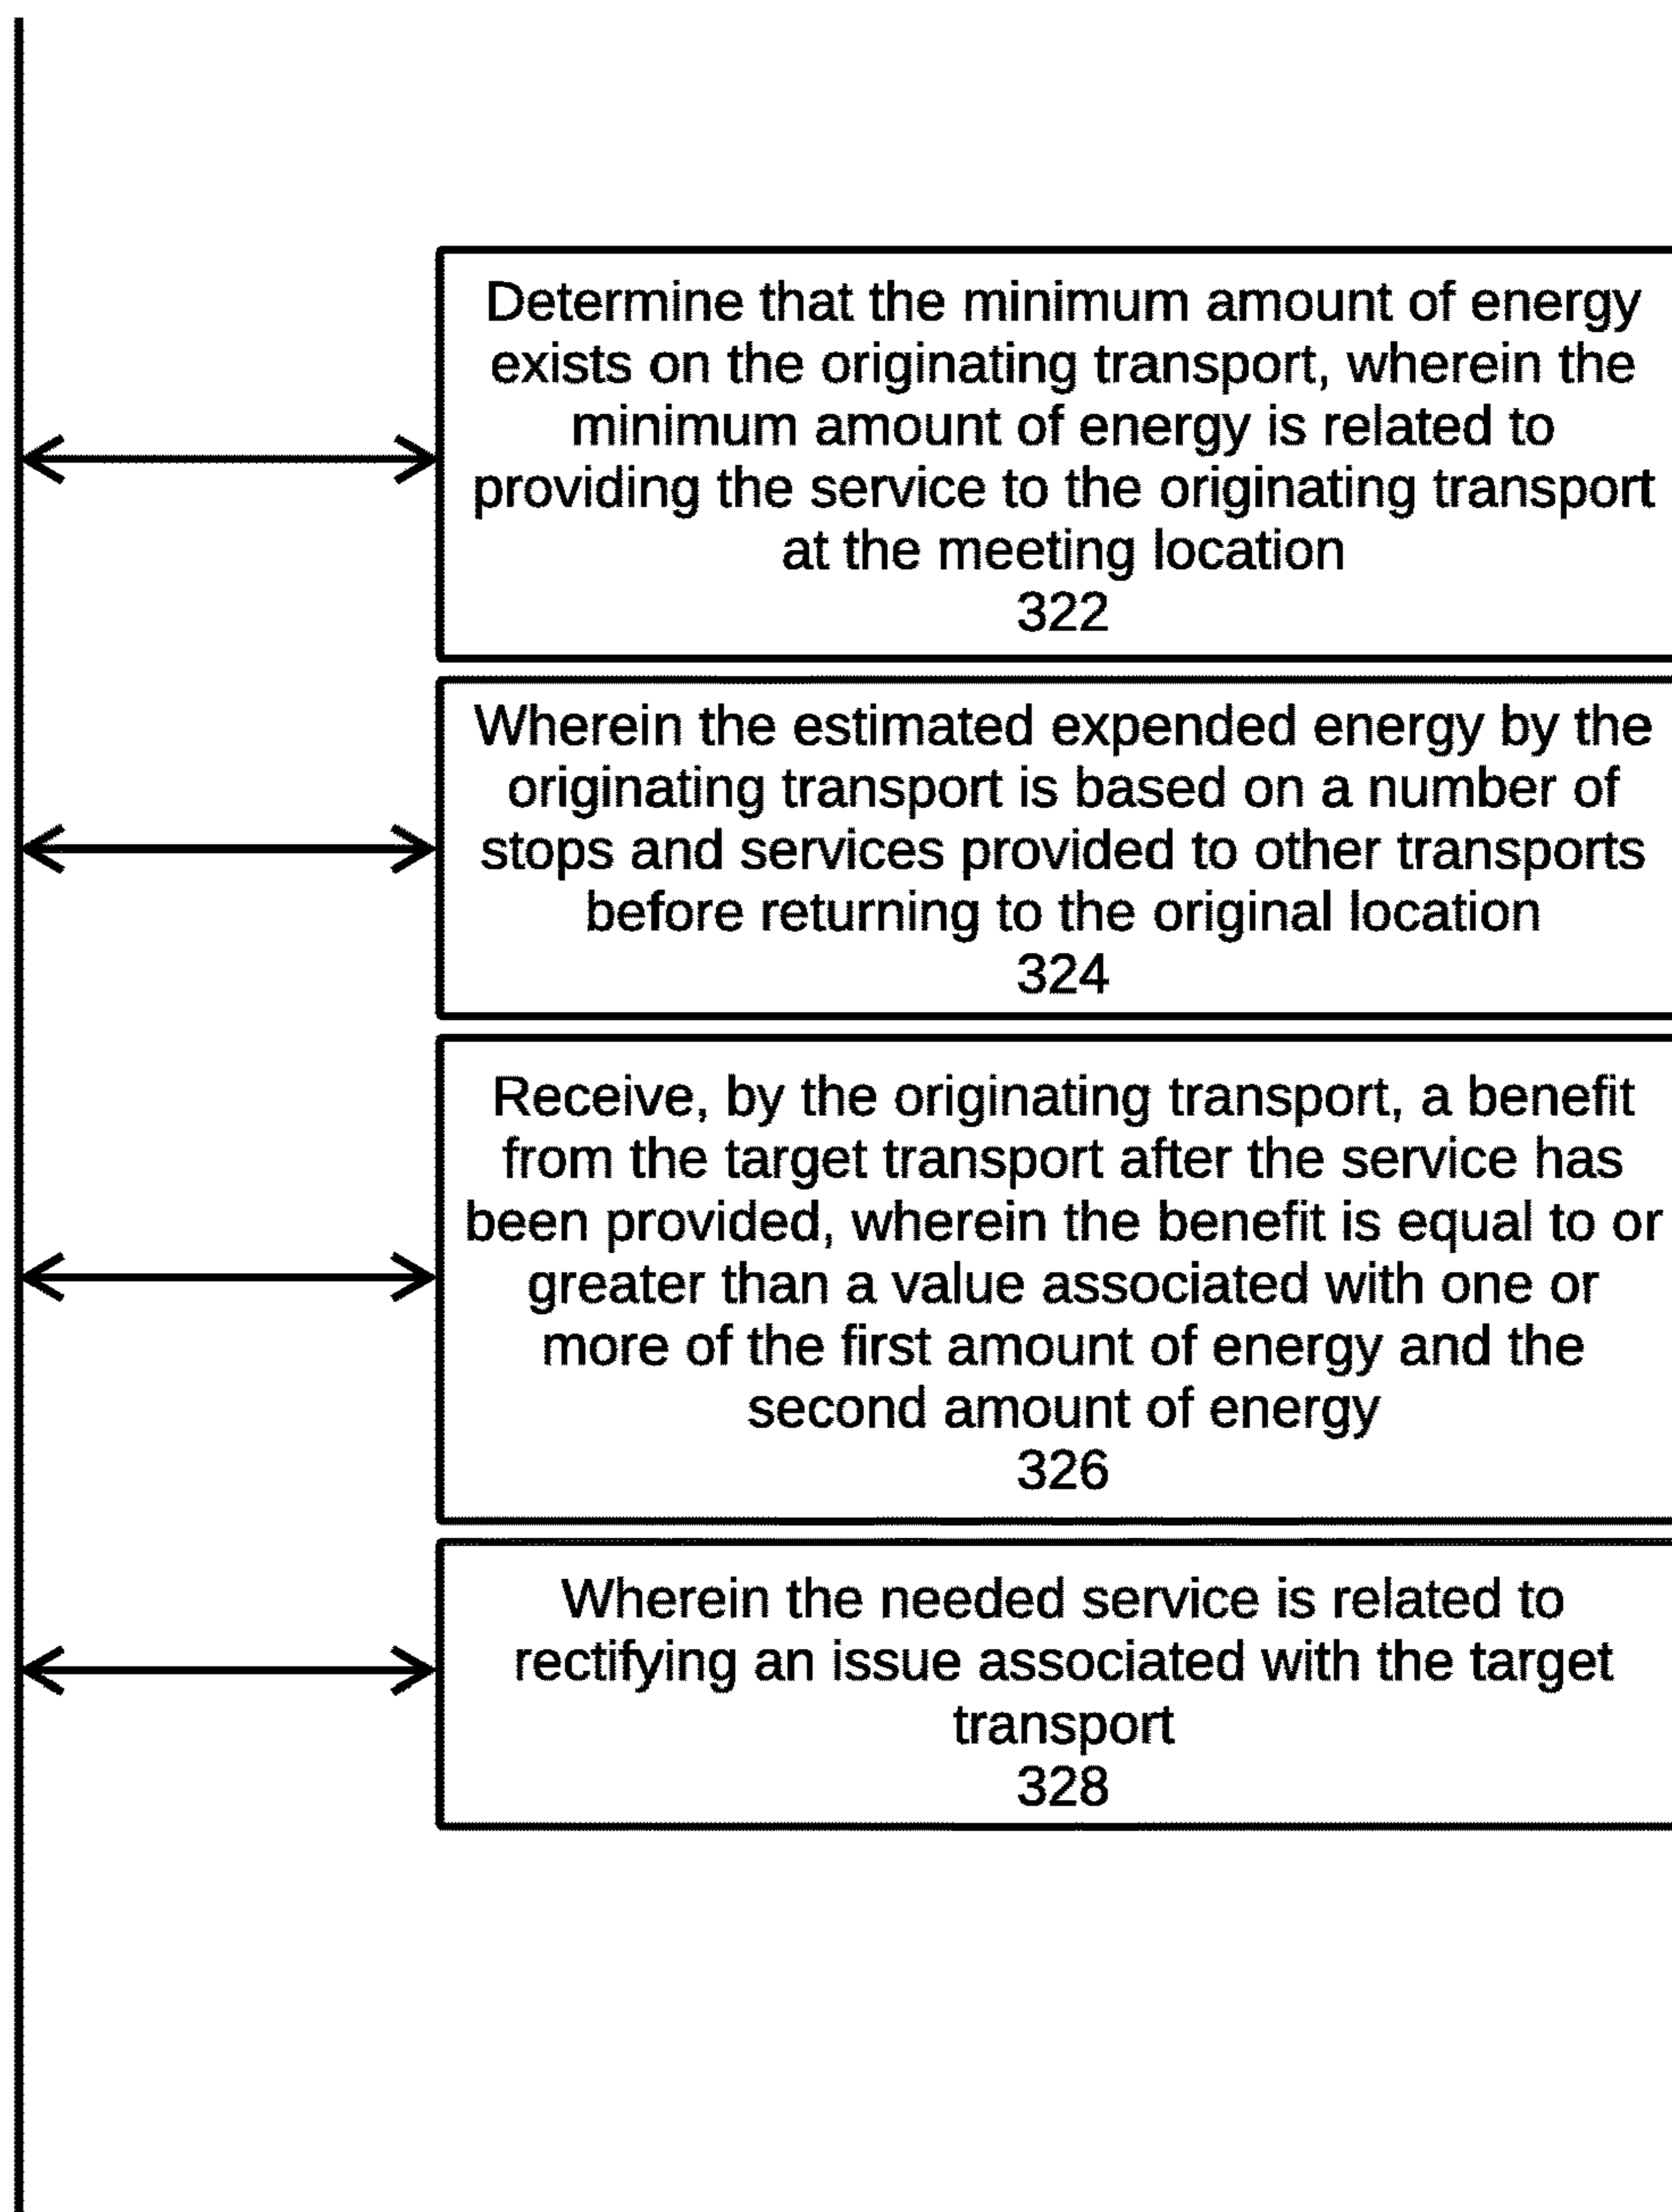 Determine that the minimum amount of energy
exists on the originating transport, wherein the
minimum amount of energy is related to
providing the service to the originating transport
at the meeting location
322
Wherein the estimated expended energy by the
originating transport is based on a number of
stops and services provided to other transports
before returning to the original location
324
Receive, by the originating transport, a benefit
from the target transport after the service has
been provided, wherein the benefit is equal to or
greater than a value associated with one or
more of the first amount of energy and the
second amount of energy
326
Wherein the needed service is related to
rectifying an issue associated with the target
transport
328